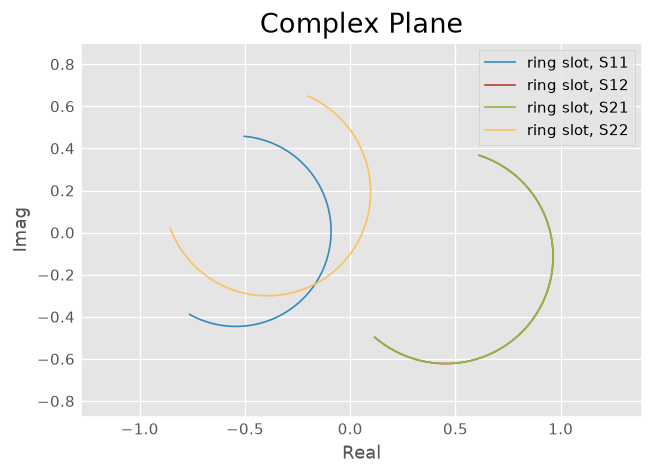 Complex Plane
ring slot, S11
ring slot, S12
ring slot, S21
ring slot, S22
0.8
0.6
0.4
0.2
0.0
−0.2
−0.4
−0.6
−0.8
Imag
−1.0 −0.5 0.0 0.5 1.0
Real